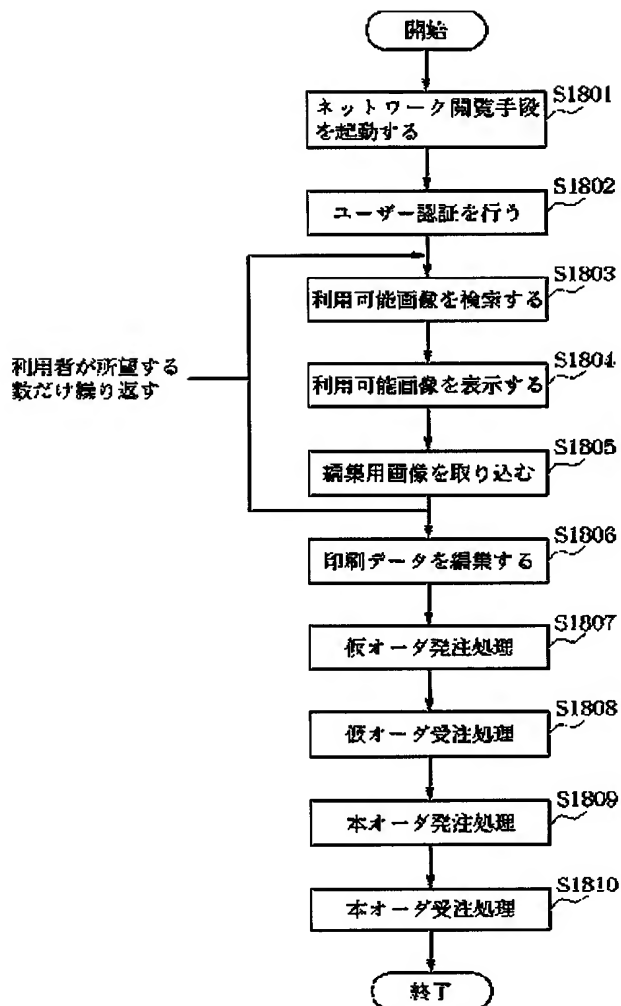 開始
S1801
ネットワーク閲覧手段
を起動する
S1802
ユーザー認証を行う
S1803
利用可能画像を検索する
利用者が所望する
数だけ繰り返す
S1804
利用可能画像を表示する
S1805
編集用画像を取り込む
S1806
印刷データを編集する
S1807
仮オーダ発注処理
S1808
仮オーダ受注処理
S1809
本オーダ発注処理
S1810
本オーダ受注処理
終了